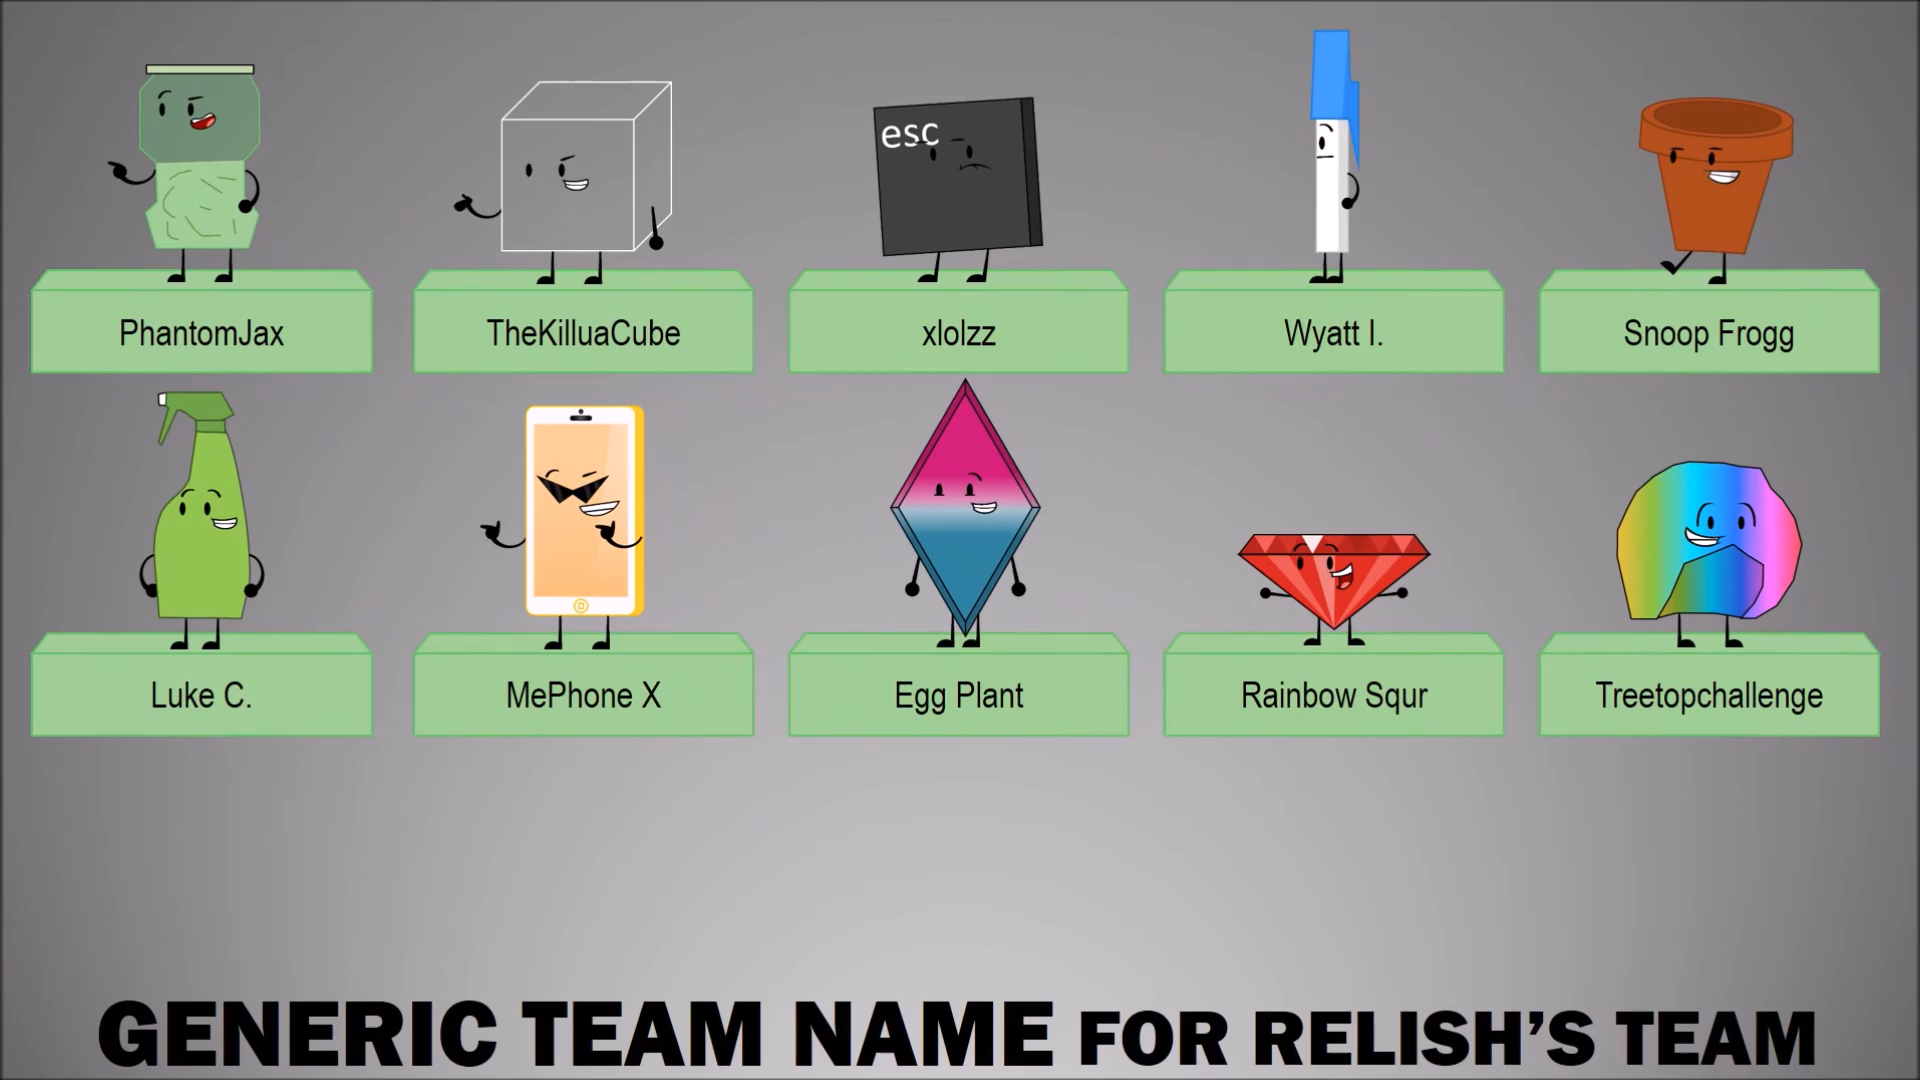 esc
PhantomJax
TheKilluaCube
xlolzz
Wyatt I.
Snoop Frogg
Luke C.
MePhone X
Egg Plant
Rainbow Squr
Treetopchallenge
GENERIC TEAM NAME FOR RELISH'S TEAM